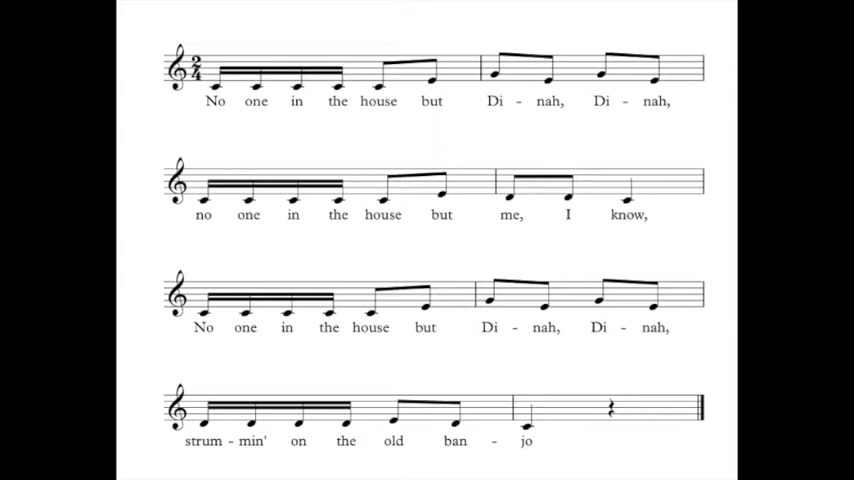 No one in the house but Di - nah, Di - nah,
no one in the house but me, I know,
No one in the house but Di - nah, Di - nah,
strum - min' on the old ban - jo